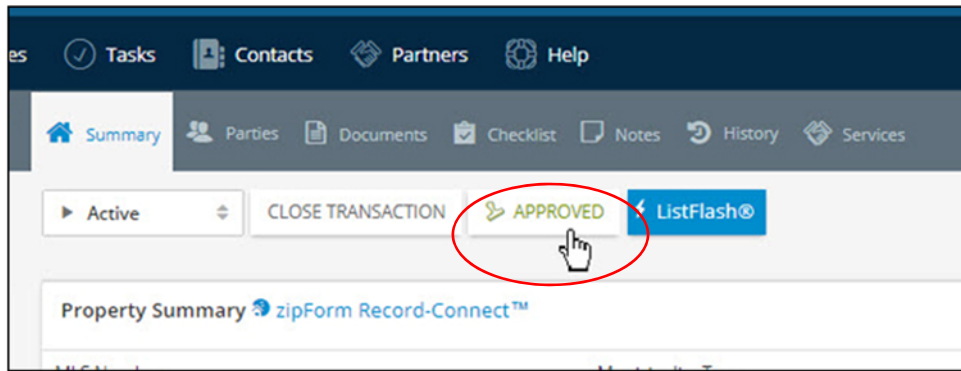 es Tasks Contacts Partners Help
Summary Parties Documents Checklist Notes History Services
Active CLOSE TRANSACTION APPROVED ListFlash®
Property Summary zipForm Record-Connect™